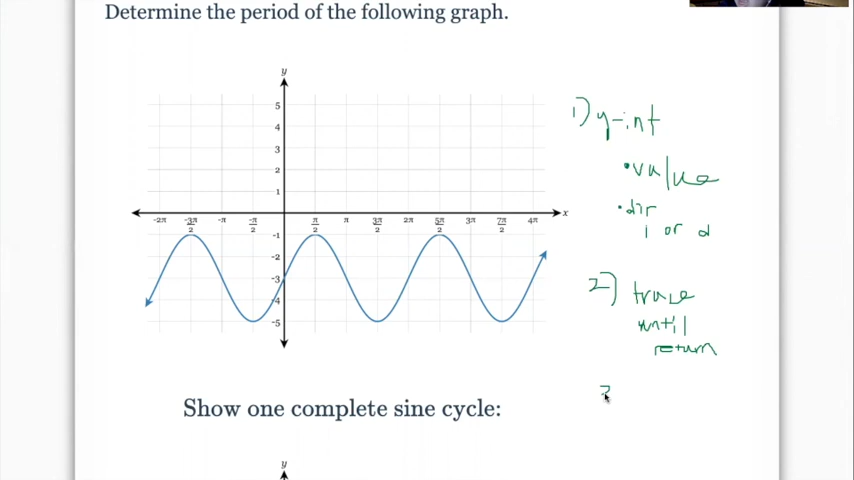 Determine the period of the following graph.
y
5
4
3
2
1
-2π -3π/2 -π -π/2 π/2 π 3π/2 2π 5π/2 3π 7π/2 4π x
-1
-2
-3
-4
-5
1) y-int
• value
• dir
i or d
2) trace
until
return
3
Show one complete sine cycle:
y